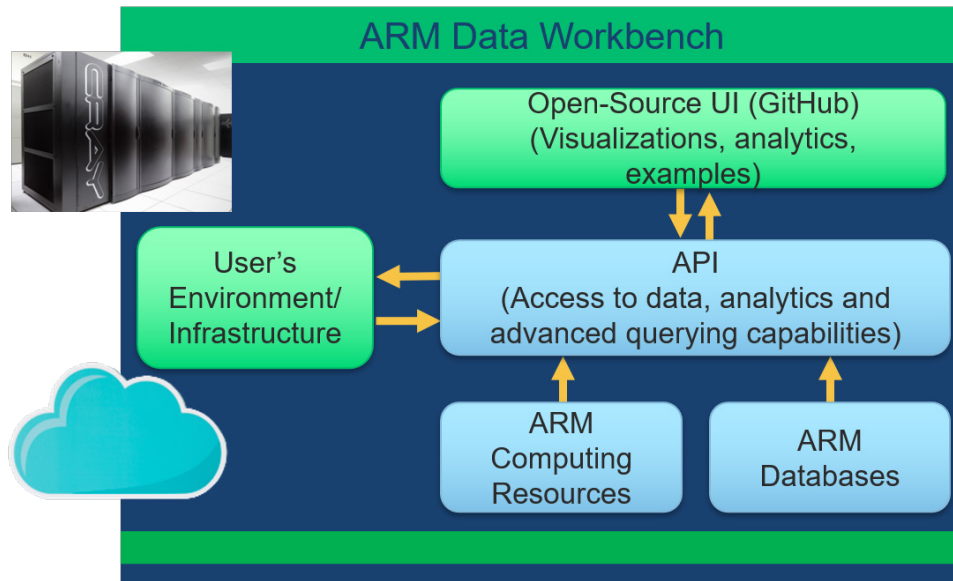 ARM Data Workbench
CRAY
Open-Source UI (GitHub)
(Visualizations, analytics,
examples)
User’s
Environment/
Infrastructure
API
(Access to data, analytics and
advanced querying capabilities)
ARM
Computing
Resources
ARM
Databases